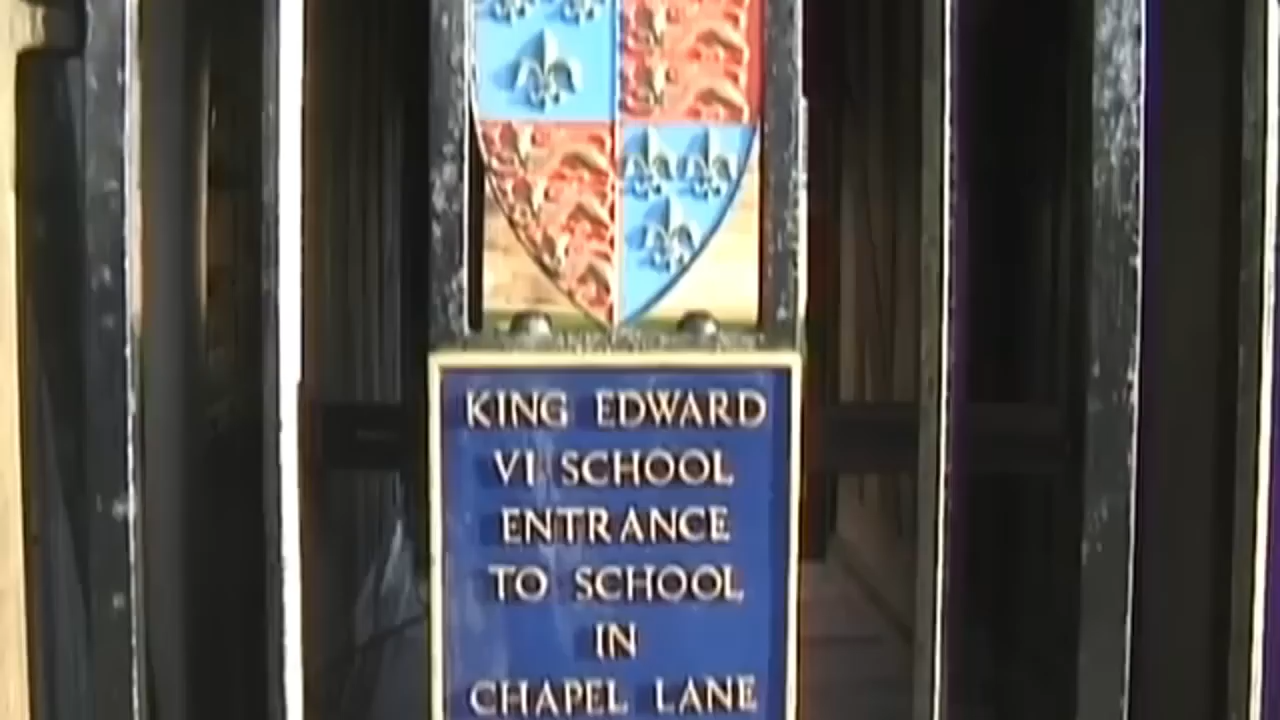 KING EDWARD
VI SCHOOL
ENTRANCE
TO SCHOOL
IN
CHAPEL LANE